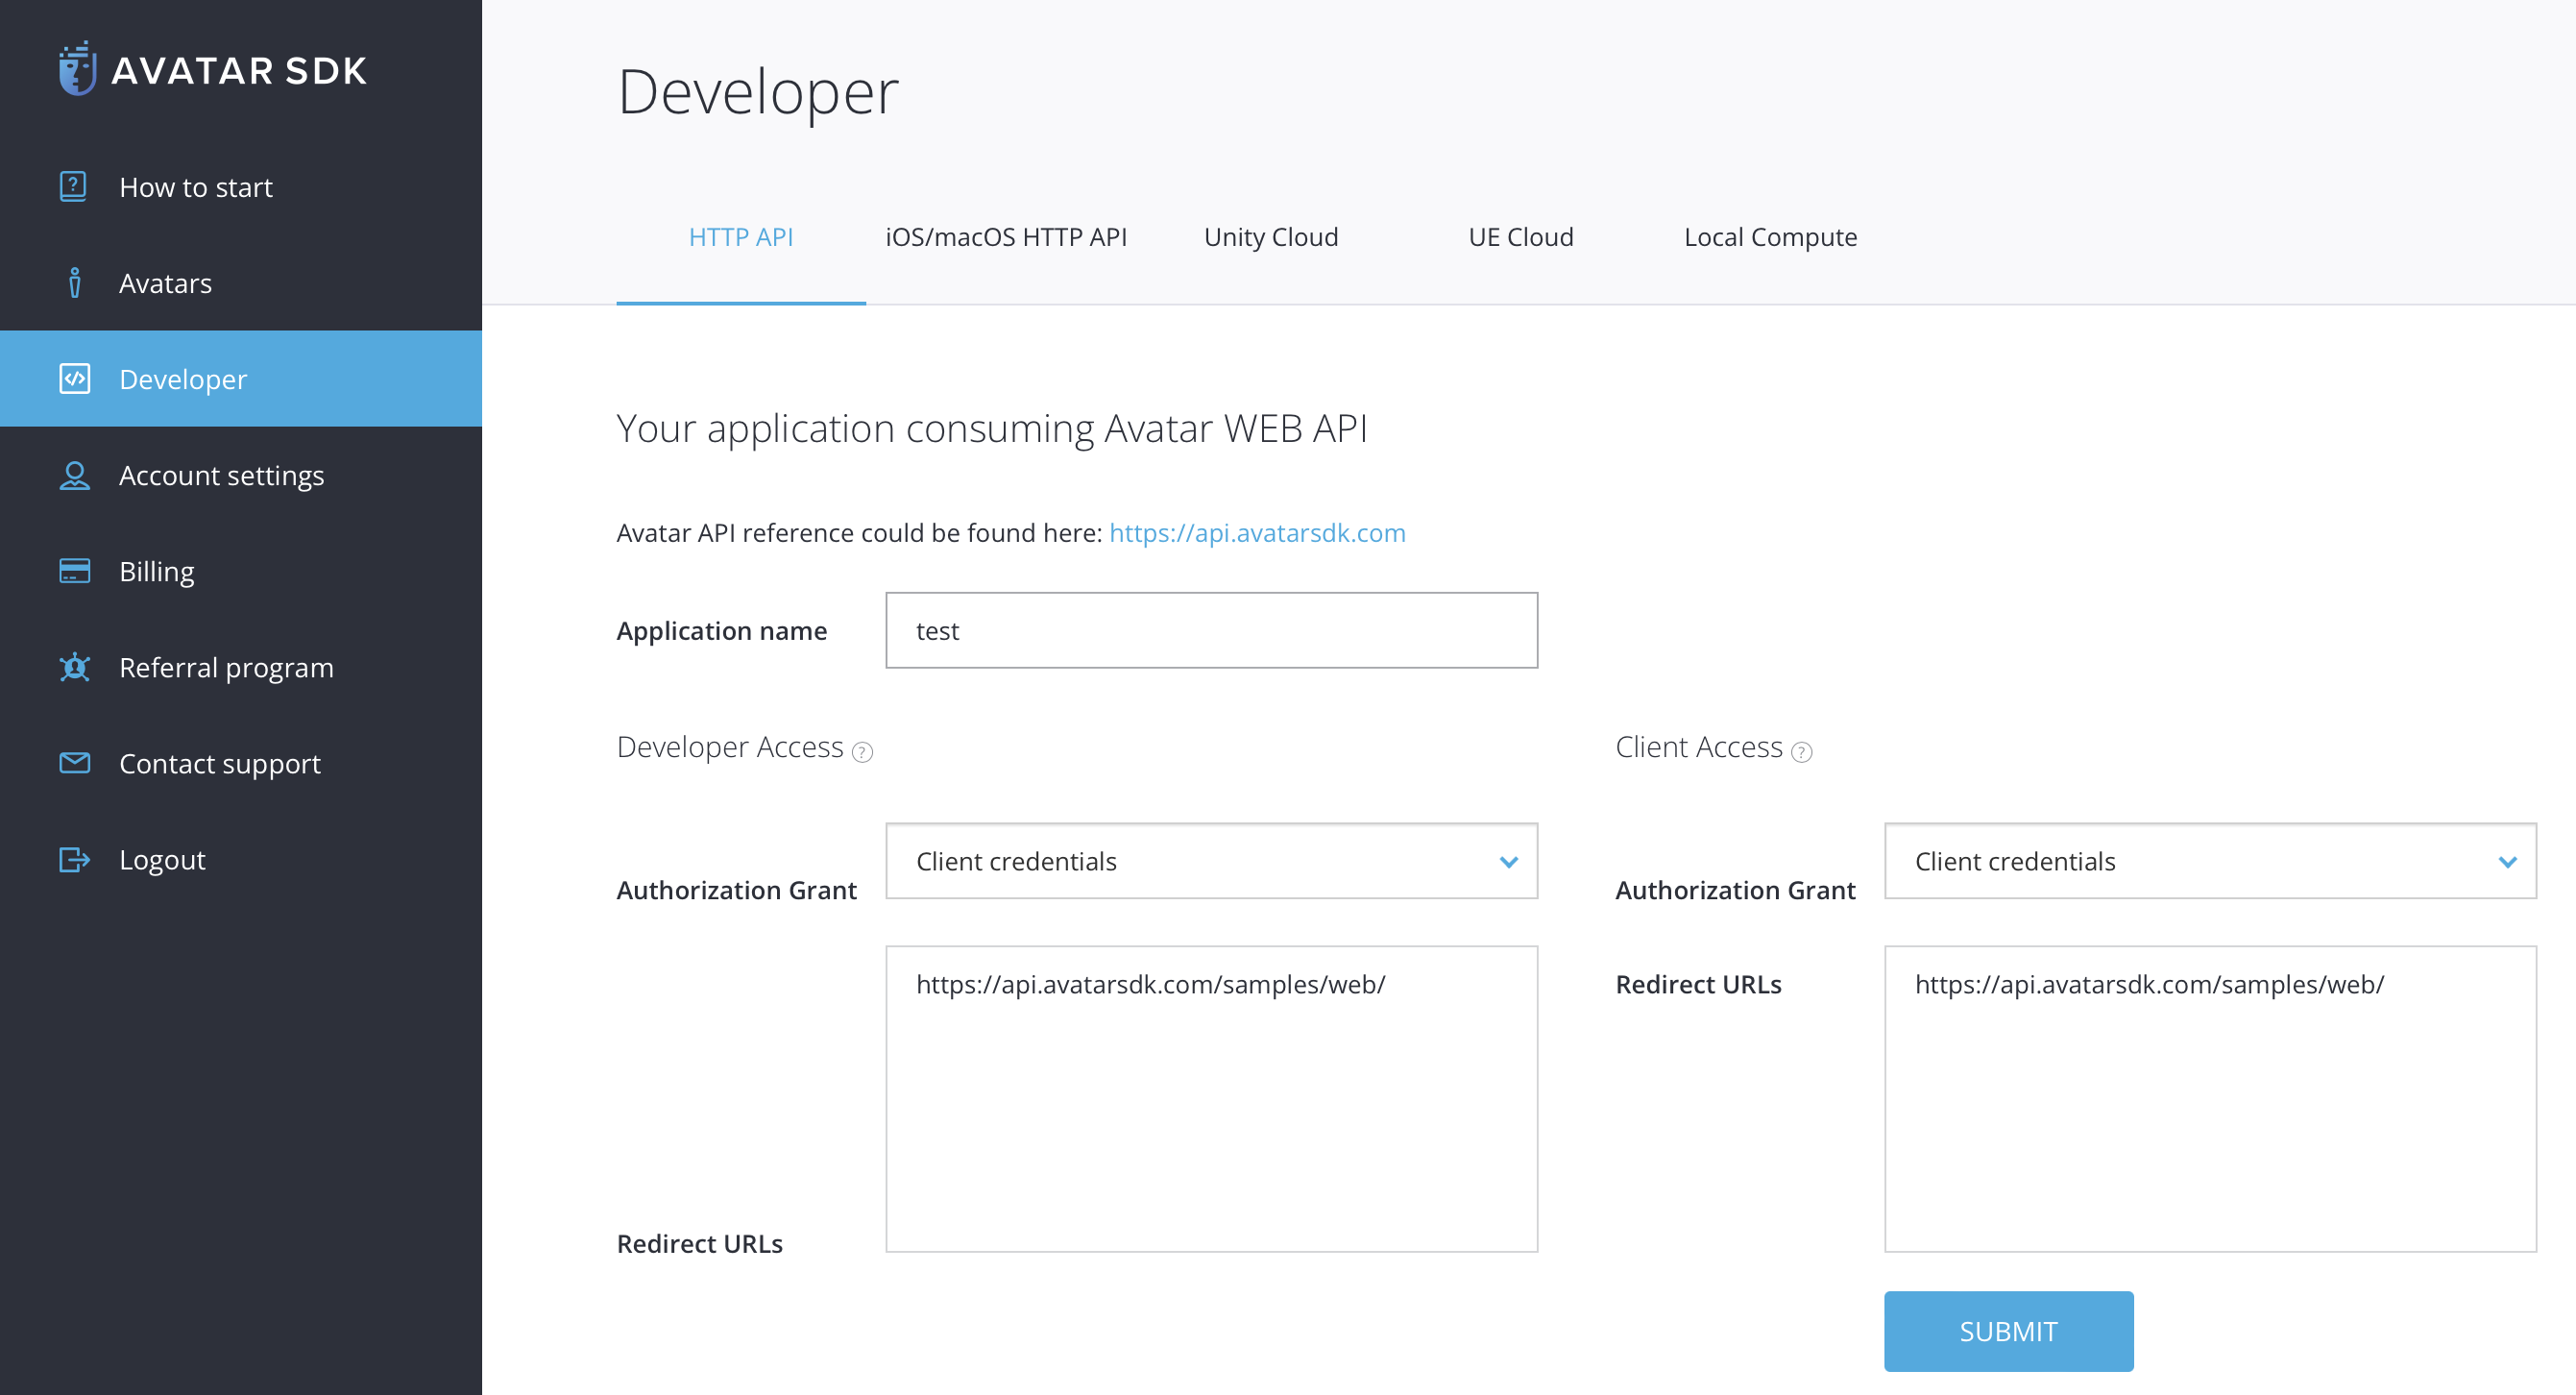 AVATAR SDK
How to start
Avatars
Developer
Account settings
Billing
Referral program
Contact support
Logout
Developer
HTTP API
iOS/macOS HTTP API
Unity Cloud
UE Cloud
Local Compute
Your application consuming Avatar WEB API
Avatar API reference could be found here: https://api.avatarsdk.com
Application name
test
Developer Access ?
Authorization Grant
Client credentials
Redirect URLs
https://api.avatarsdk.com/samples/web/
Client Access ?
Authorization Grant
Client credentials
Redirect URLs
https://api.avatarsdk.com/samples/web/
SUBMIT